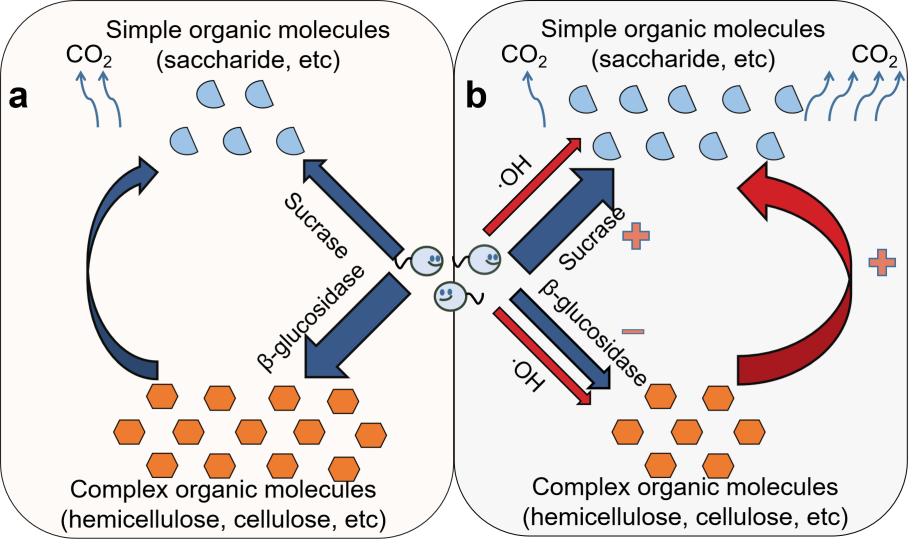 a
Simple organic molecules
(saccharide, etc)
CO2
Sucrase
β-glucosidase
Complex organic molecules
(hemicellulose, cellulose, etc)
b
Simple organic molecules
(saccharide, etc)
CO2
CO2
·OH
Sucrase
+
β-glucosidase
−
·OH
+
Complex organic molecules
(hemicellulose, cellulose, etc)